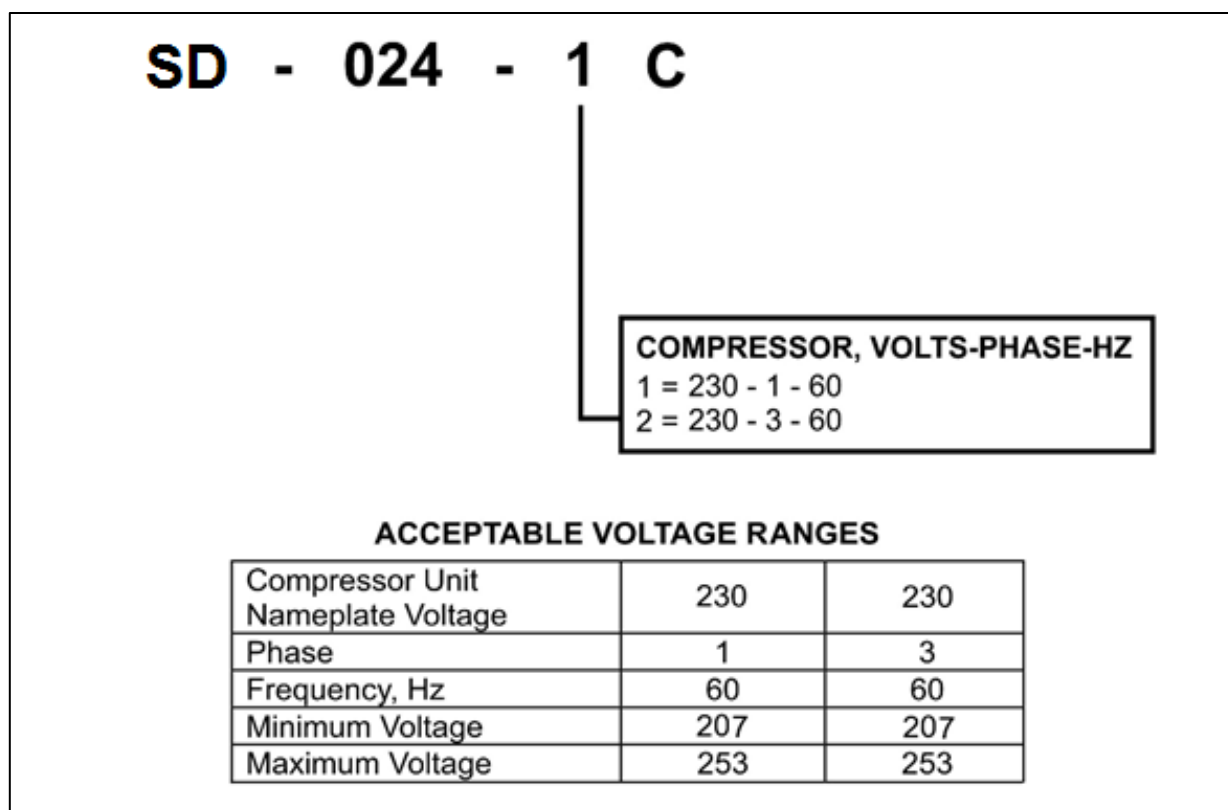 SD - 024 - 1 C
COMPRESSOR, VOLTS-PHASE-HZ
1 = 230 - 1 - 60
2 = 230 - 3 - 60
ACCEPTABLE VOLTAGE RANGES
Compressor Unit
Nameplate Voltage 230 230
Phase 1 3
Frequency, Hz 60 60
Minimum Voltage 207 207
Maximum Voltage 253 253